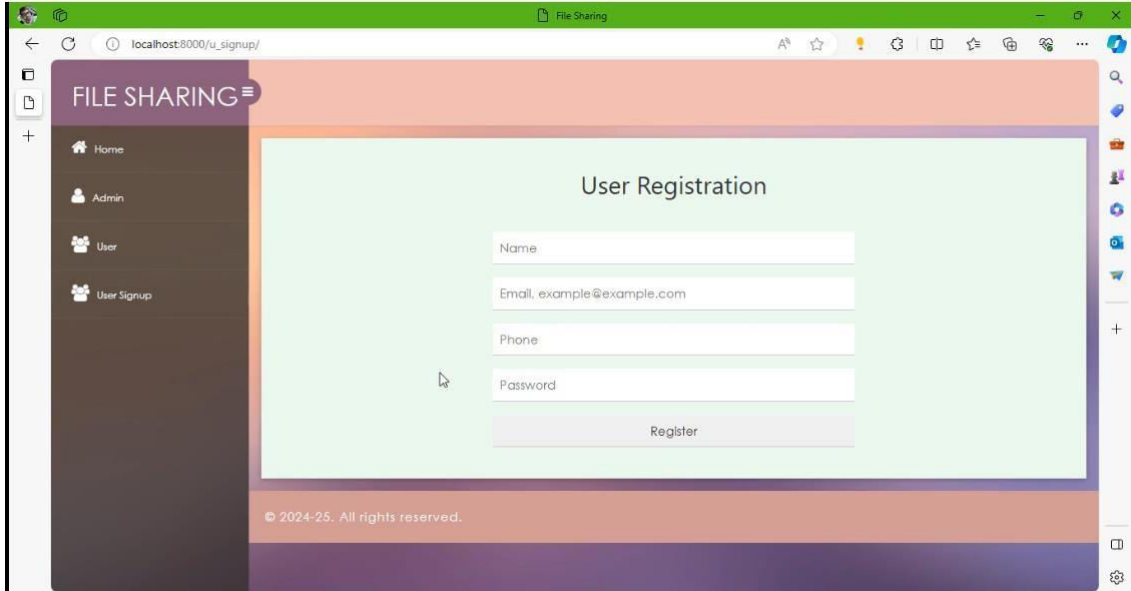 File Sharing
localhost:8000/u_signup/
FILE SHARING
Home
Admin
User
User Signup
User Registration
Name
Email, example@example.com
Phone
Password
Register
© 2024-25. All rights reserved.